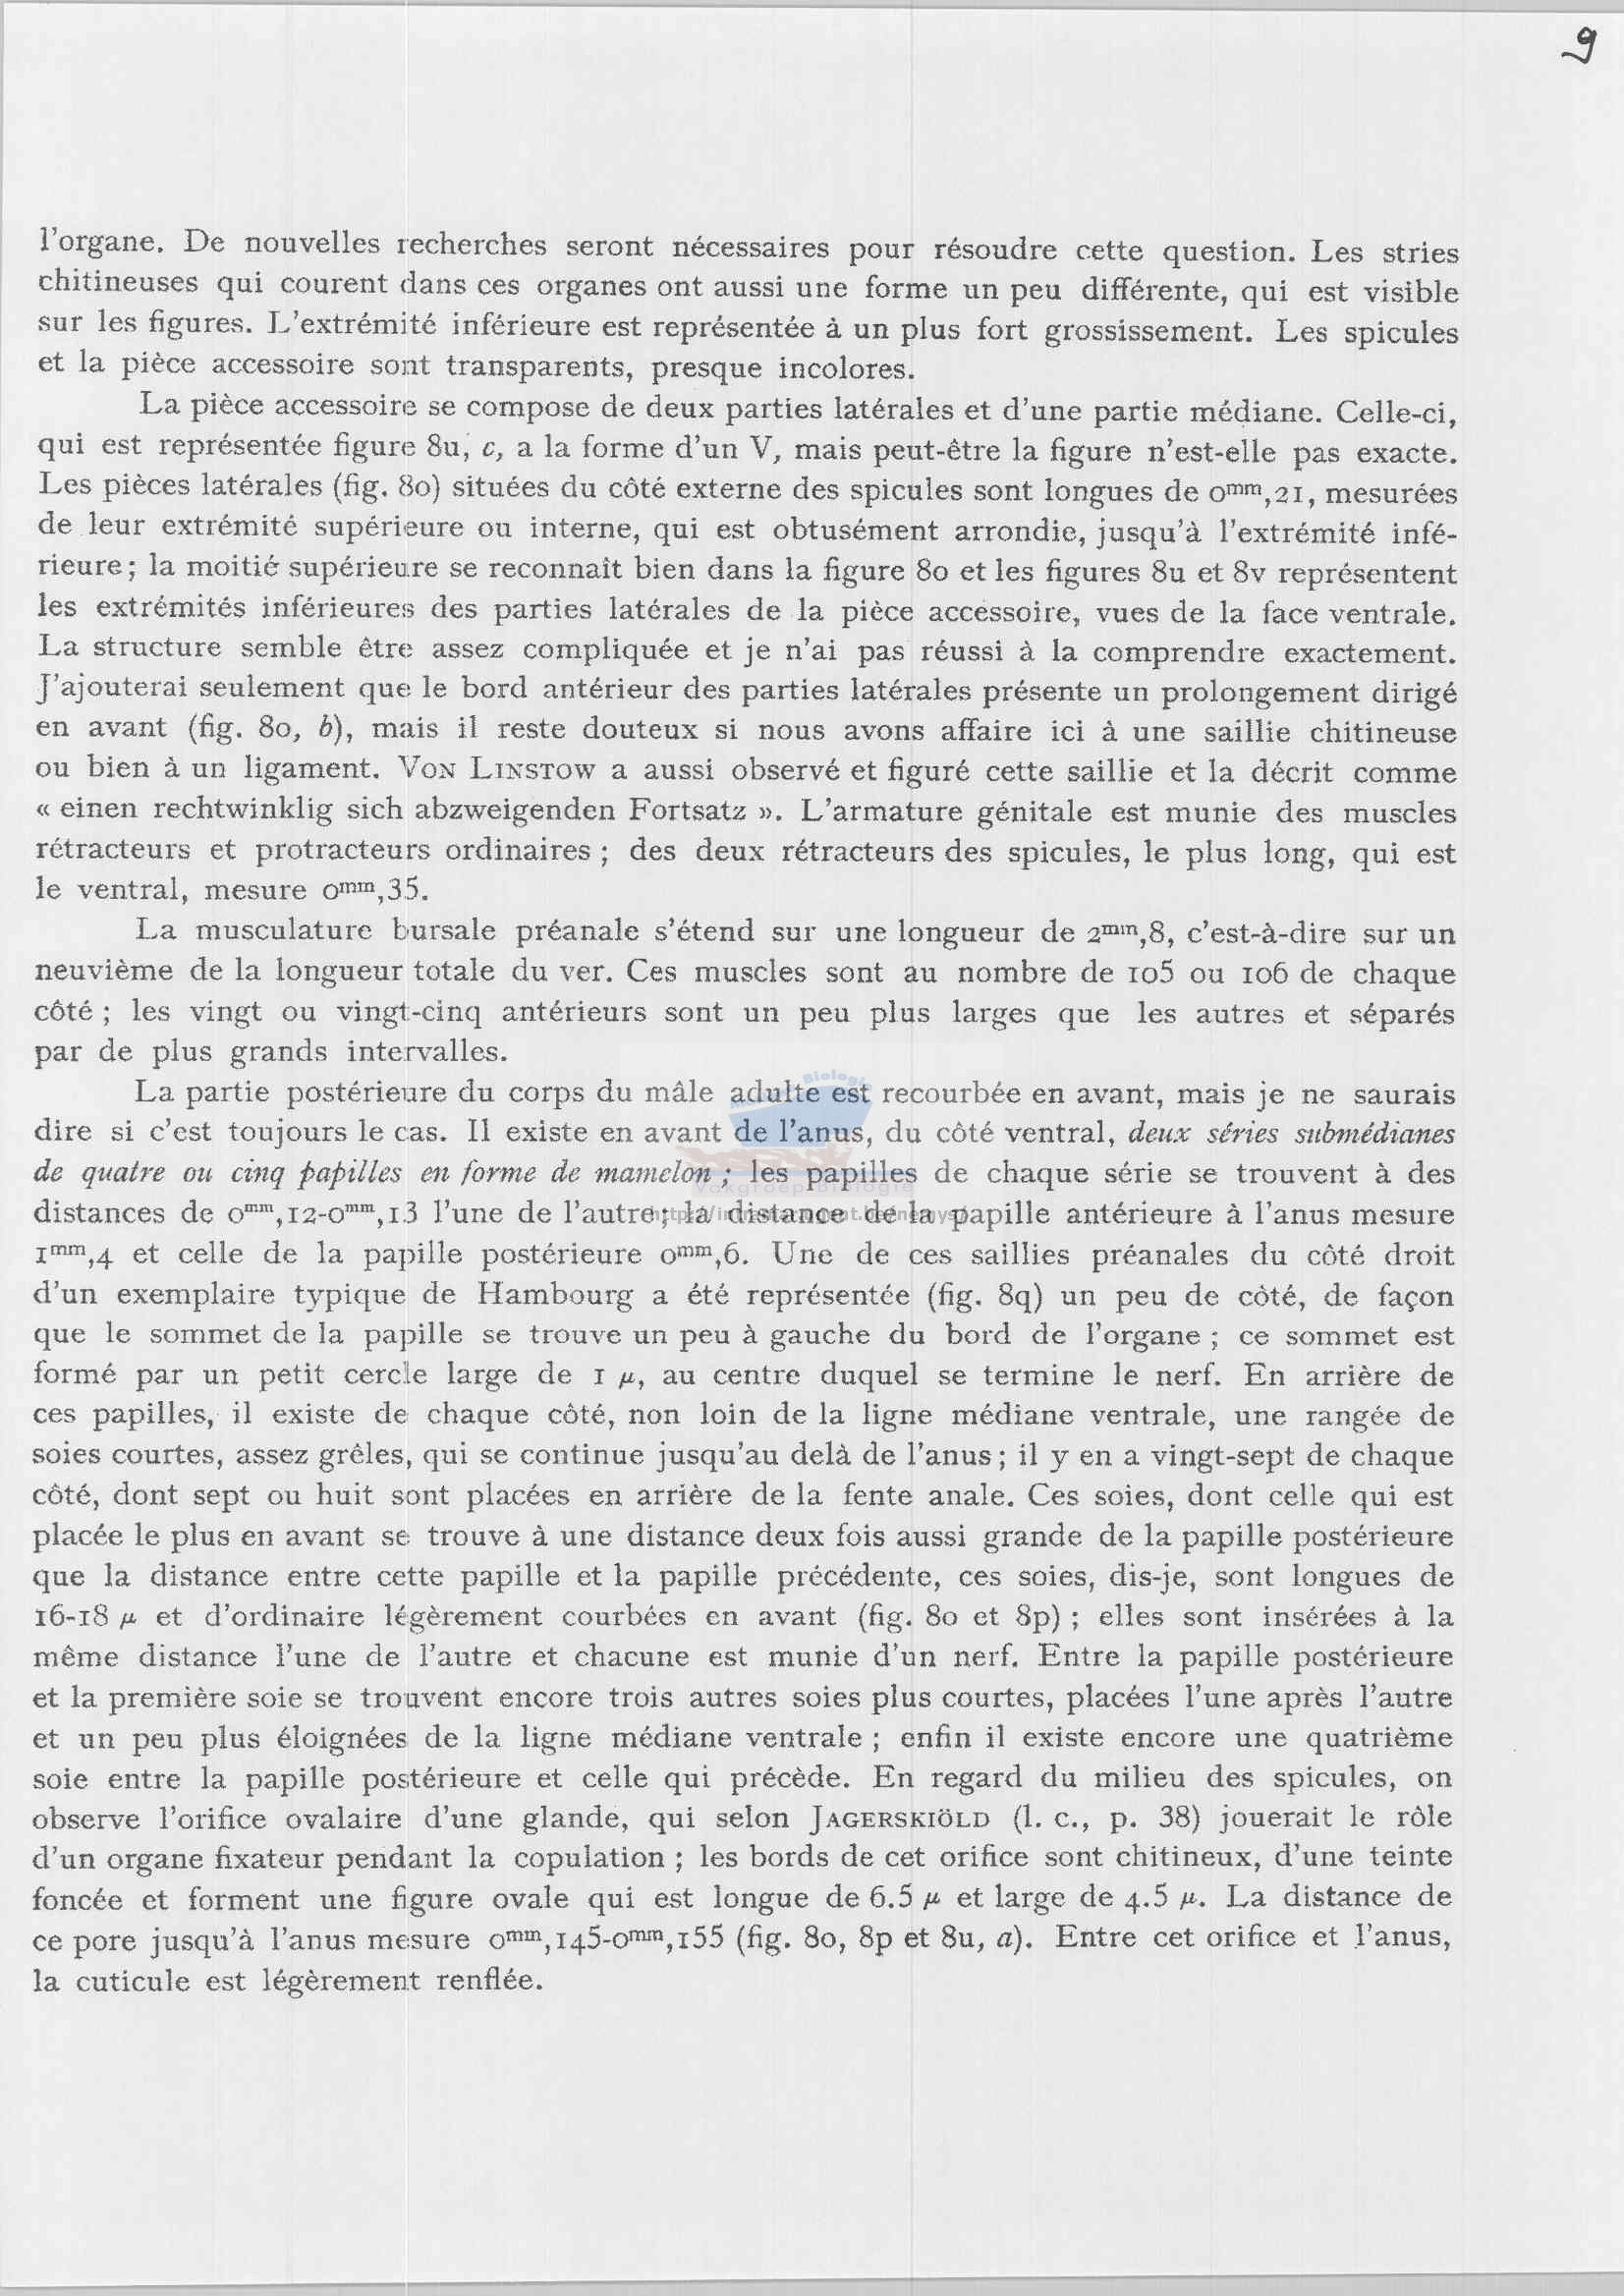 9
l'organe. De nouvelles recherches seront nécessaires pour résoudre cette question. Les stries
chitineuses qui courent dans ces organes ont aussi une forme un peu différente, qui est visible
sur les figures. L'extrémité inférieure est représentée à un plus fort grossissement. Les spicules
et la pièce accessoire sont transparents, presque incolores.
La pièce accessoire se compose de deux parties latérales et d'une partie médiane. Celle-ci,
qui est représentée figure 8u, c, a la forme d'un V, mais peut-être la figure n'est-elle pas exacte.
Les pièces latérales (fig. 8o) situées du côté externe des spicules sont longues de 0mm,21, mesurées
de leur extrémité supérieure ou interne, qui est obtusément arrondie, jusqu'à l'extrémité infé-
rieure; la moitié supérieure se reconnaît bien dans la figure 8o et les figures 8u et 8v représentent
les extrémités inférieures des parties latérales de la pièce accessoire, vues de la face ventrale.
La structure semble être assez compliquée et je n'ai pas réussi à la comprendre exactement.
J'ajouterai seulement que le bord antérieur des parties latérales présente un prolongement dirigé
en avant (fig. 8o, b), mais il reste douteux si nous avons affaire ici à une saillie chitineuse
ou bien à un ligament. VON LINSTOW a aussi observé et figuré cette saillie et la décrit comme
« einen rechtwinklig sich abzweigenden Fortsatz ». L'armature génitale est munie des muscles
rétracteurs et protracteurs ordinaires ; des deux rétracteurs des spicules, le plus long, qui est
le ventral, mesure 0mm,35.
La musculature bursale préanale s'étend sur une longueur de 2mm,8, c'est-à-dire sur un
neuvième de la longueur totale du ver. Ces muscles sont au nombre de 105 ou 106 de chaque
côté ; les vingt ou vingt-cinq antérieurs sont un peu plus larges que les autres et séparés
par de plus grands intervalles.
La partie postérieure du corps du mâle adulte est recourbée en avant, mais je ne saurais
dire si c'est toujours le cas. Il existe en avant de l'anus, du côté ventral, deux séries submédianes
de quatre ou cinq papilles en forme de mamelon ; les papilles de chaque série se trouvent à des
distances de 0mm,12-0mm,13 l'une de l'autre; la distance de la papille antérieure à l'anus mesure
1mm,4 et celle de la papille postérieure 0mm,6. Une de ces saillies préanales du côté droit
d'un exemplaire typique de Hambourg a été représentée (fig. 8q) un peu de côté, de façon
que le sommet de la papille se trouve un peu à gauche du bord de l'organe ; ce sommet est
formé par un petit cercle large de 1 μ, au centre duquel se termine le nerf. En arrière de
ces papilles, il existe de chaque côté, non loin de la ligne médiane ventrale, une rangée de
soies courtes, assez grêles, qui se continue jusqu'au delà de l'anus; il y en a vingt-sept de chaque
côté, dont sept ou huit sont placées en arrière de la fente anale. Ces soies, dont celle qui est
placée le plus en avant se trouve à une distance deux fois aussi grande de la papille postérieure
que la distance entre cette papille et la papille précédente, ces soies, dis-je, sont longues de
16-18 μ et d'ordinaire légèrement courbées en avant (fig. 8o et 8p) ; elles sont insérées à la
même distance l'une de l'autre et chacune est munie d'un nerf. Entre la papille postérieure
et la première soie se trouvent encore trois autres soies plus courtes, placées l'une après l'autre
et un peu plus éloignées de la ligne médiane ventrale ; enfin il existe encore une quatrième
soie entre la papille postérieure et celle qui précède. En regard du milieu des spicules, on
observe l'orifice ovalaire d'une glande, qui selon JAGERSKIÖLD (l. c., p. 38) jouerait le rôle
d'un organe fixateur pendant la copulation ; les bords de cet orifice sont chitineux, d'une teinte
foncée et forment une figure ovale qui est longue de 6.5 μ et large de 4.5 μ. La distance de
ce pore jusqu'à l'anus mesure 0mm,145-0mm,155 (fig. 8o, 8p et 8u, a). Entre cet orifice et l'anus,
la cuticule est légèrement renflée.
Biologie
Vakgroep Biologie